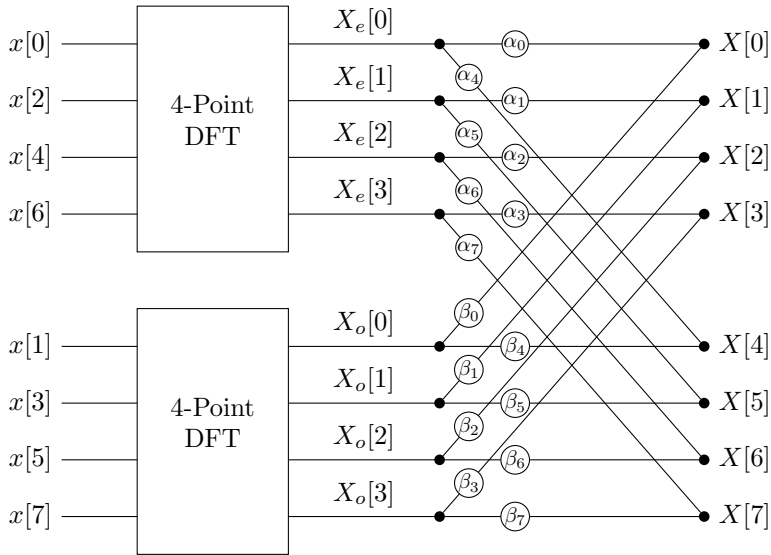 x[0] X_e[0] α_0 X[0]
α_4
x[2] X_e[1] α_1 X[1]
4-Point
DFT
α_5
x[4] X_e[2] α_2 X[2]
α_6
x[6] X_e[3] α_3 X[3]
α_7
β_0
x[1] X_o[0] β_4 X[4]
β_1
x[3] X_o[1] β_5 X[5]
4-Point
DFT
β_2
x[5] X_o[2] β_6 X[6]
β_3
x[7] X_o[3] β_7 X[7]